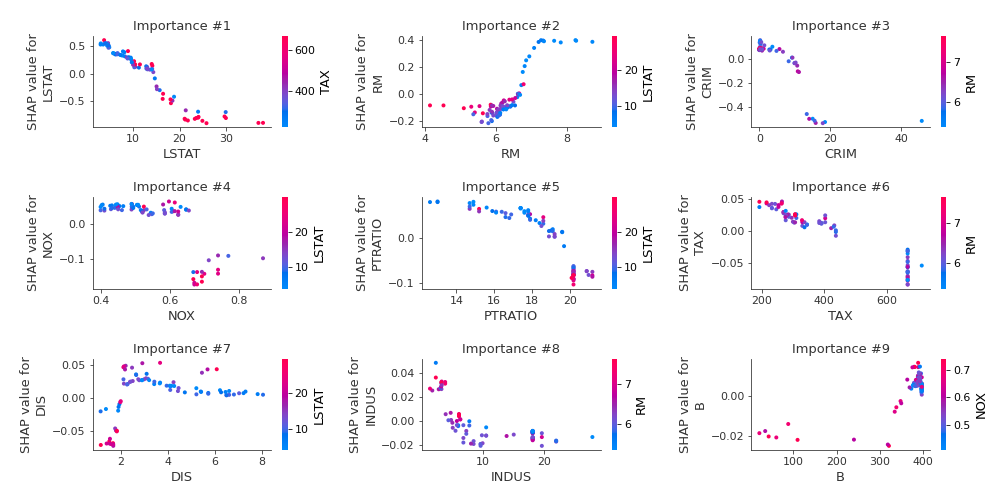 Importance #1
SHAP value for
LSTAT
0.5
0.0
−0.5
10
20
30
LSTAT
600
400
TAX
Importance #2
SHAP value for
RM
0.4
0.2
0.0
−0.2
4
6
8
RM
20
10
LSTAT
Importance #3
SHAP value for
CRIM
0.0
−0.2
−0.4
0
20
40
CRIM
7
6
RM
Importance #4
SHAP value for
NOX
0.0
−0.1
0.4
0.6
0.8
NOX
20
10
LSTAT
Importance #5
SHAP value for
PTRATIO
0.0
−0.1
14
16
18
20
PTRATIO
20
10
LSTAT
Importance #6
SHAP value for
TAX
0.05
0.00
−0.05
200
400
600
TAX
7
6
RM
Importance #7
SHAP value for
DIS
0.05
0.00
−0.05
2
4
6
8
DIS
20
10
LSTAT
Importance #8
SHAP value for
INDUS
0.04
0.02
0.00
−0.02
10
20
INDUS
7
6
RM
Importance #9
SHAP value for
B
0.00
−0.02
100
200
300
400
B
0.7
0.6
0.5
NOX